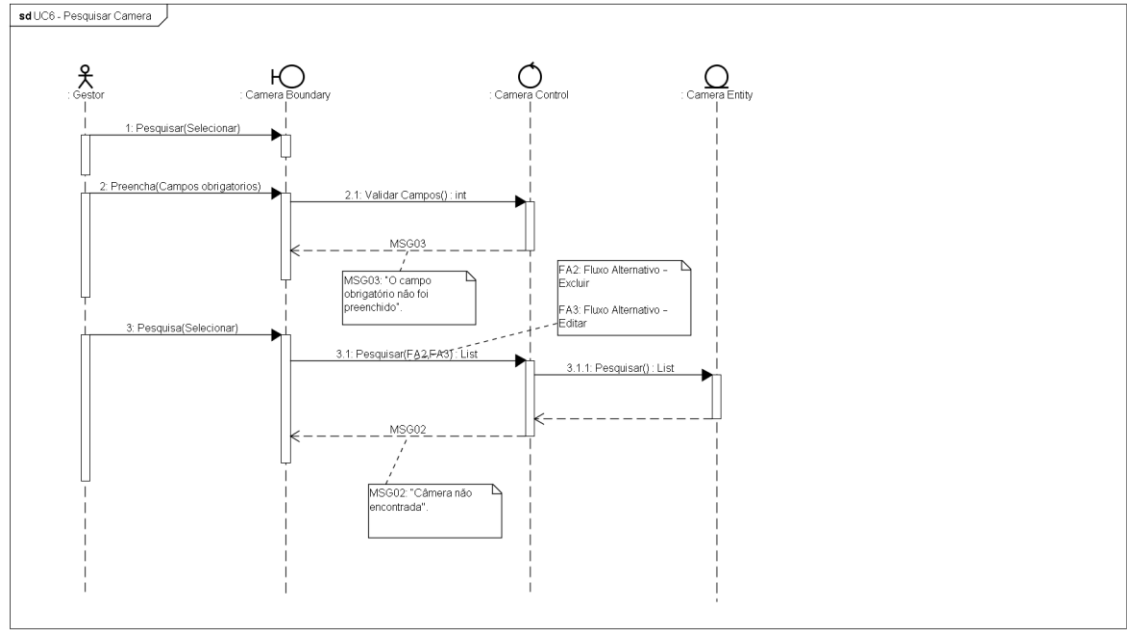 sd UC6 - Pesquisar Camera
: Gestor
: Camera Boundary
: Camera Control
: Camera Entity
1: Pesquisar(Selecionar)
2: Preencha(Campos obrigatorios)
2.1: Validar Campos() : int
MSG03
MSG03: "O campo
obrigatório não foi
preenchido".
FA2: Fluxo Alternativo –
Excluir
FA3: Fluxo Alternativo –
Editar
3: Pesquisa(Selecionar)
3.1: Pesquisar(FA2,FA3) : List
3.1.1: Pesquisar() : List
MSG02
MSG02: "Câmera não
encontrada".